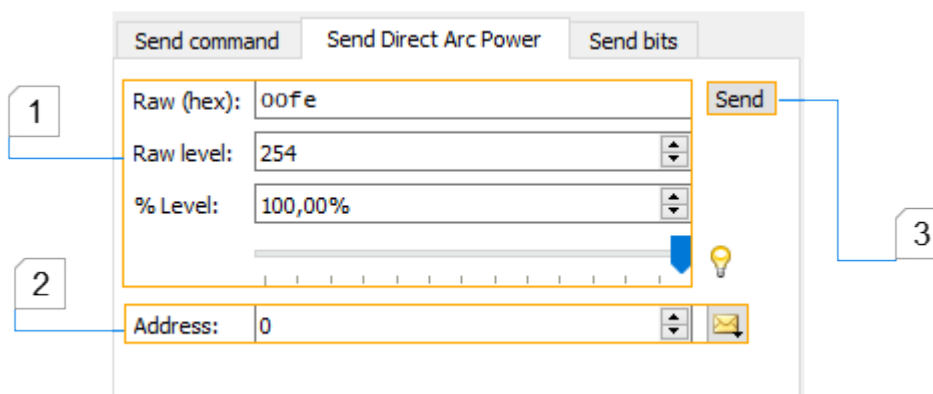 Send command Send Direct Arc Power Send bits
1
Raw (hex): 00fe Send
Raw level: 254
% Level: 100,00%
3
2
Address: 0